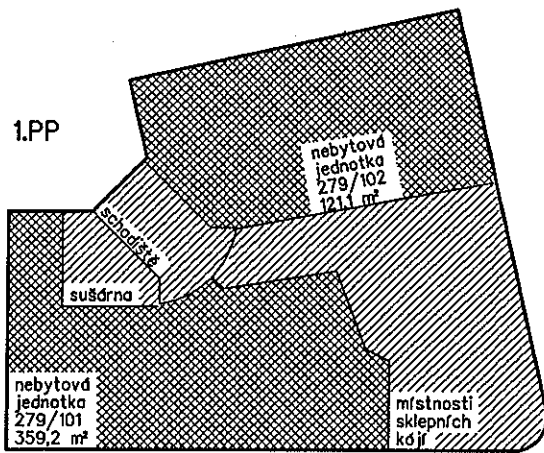 1.PP
nebytová
jednotka
279/102
121,1 m²
schodiště
sušárna
nebytová
jednotka
279/101
359,2 m²
místnosti
sklepních
kójí